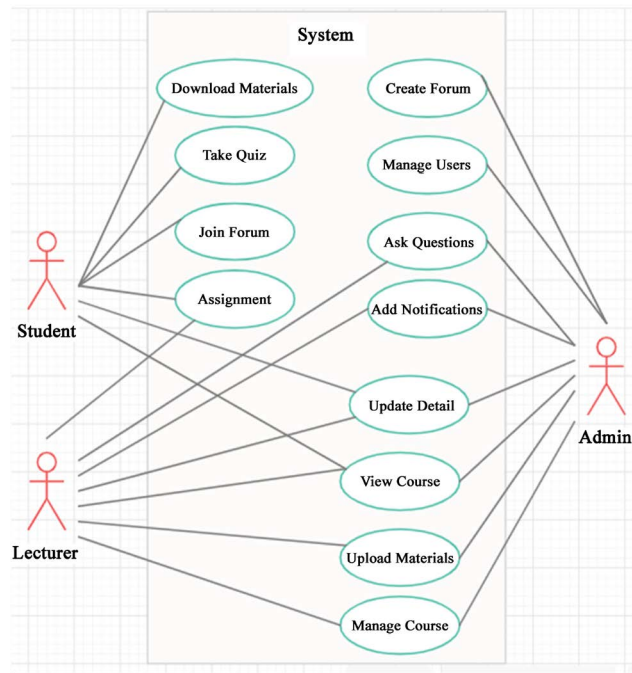 System
Download Materials
Create Forum
Take Quiz
Manage Users
Join Forum
Ask Questions
Assignment
Add Notifications
Student
Update Detail
Admin
View Course
Lecturer
Upload Materials
Manage Course